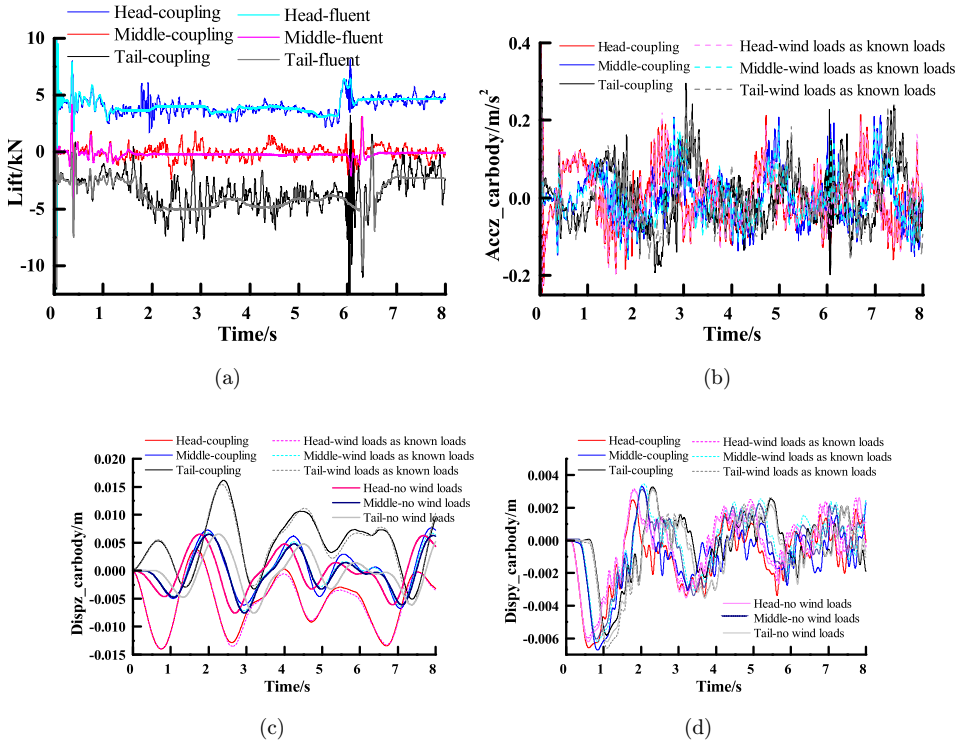 Head-coupling Head-fluent
Middle-coupling Middle-fluent
Tail-coupling Tail-fluent
10
5
0
-5
-10
Lift/kN
0 1 2 3 4 5 6 7 8
Time/s
(a)
Head-coupling Head-wind loads as known loads
Middle-coupling Middle-wind loads as known loads
Tail-coupling Tail-wind loads as known loads
0.4
0.2
0.0
-0.2
Accz_carbody/m/s²
0 1 2 3 4 5 6 7 8
Time/s
(b)
Head-coupling Head-wind loads as known loads
Middle-coupling Middle-wind loads as known loads
Tail-coupling Tail-wind loads as known loads
Head-no wind loads
Middle-no wind loads
Tail-no wind loads
0.020
0.015
0.010
0.005
0.000
-0.005
-0.010
-0.015
Dispz_carbody/m
0 1 2 3 4 5 6 7 8
Time/s
(c)
Head-coupling Head-wind loads as known loads
Middle-coupling Middle-wind loads as known loads
Tail-coupling Tail-wind loads as known loads
0.004
0.002
0.000
-0.002
-0.004
-0.006
Dispy_carbody/m
Head-no wind loads
Middle-no wind loads
Tail-no wind loads
0 1 2 3 4 5 6 7 8
Time/s
(d)